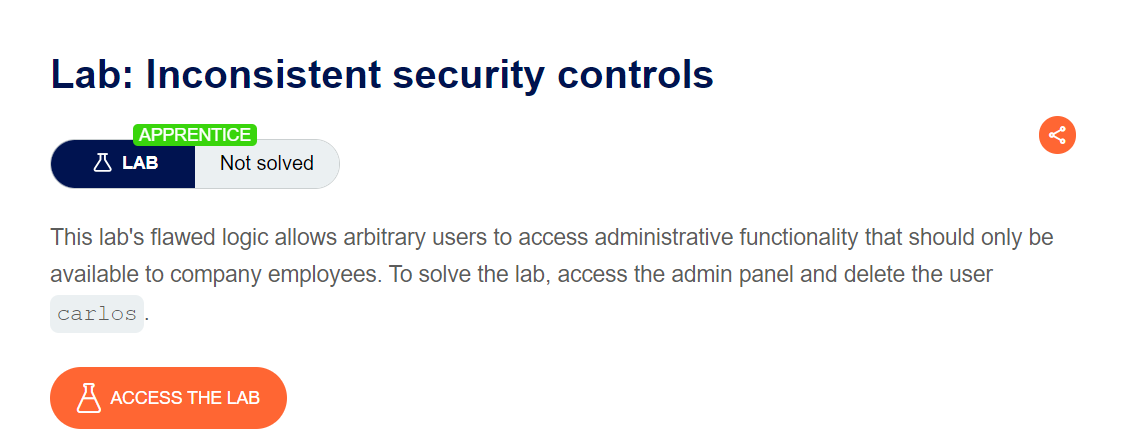 Lab: Inconsistent security controls
APPRENTICE
LAB
Not solved
This lab's flawed logic allows arbitrary users to access administrative functionality that should only be
available to company employees. To solve the lab, access the admin panel and delete the user
carlos.
ACCESS THE LAB